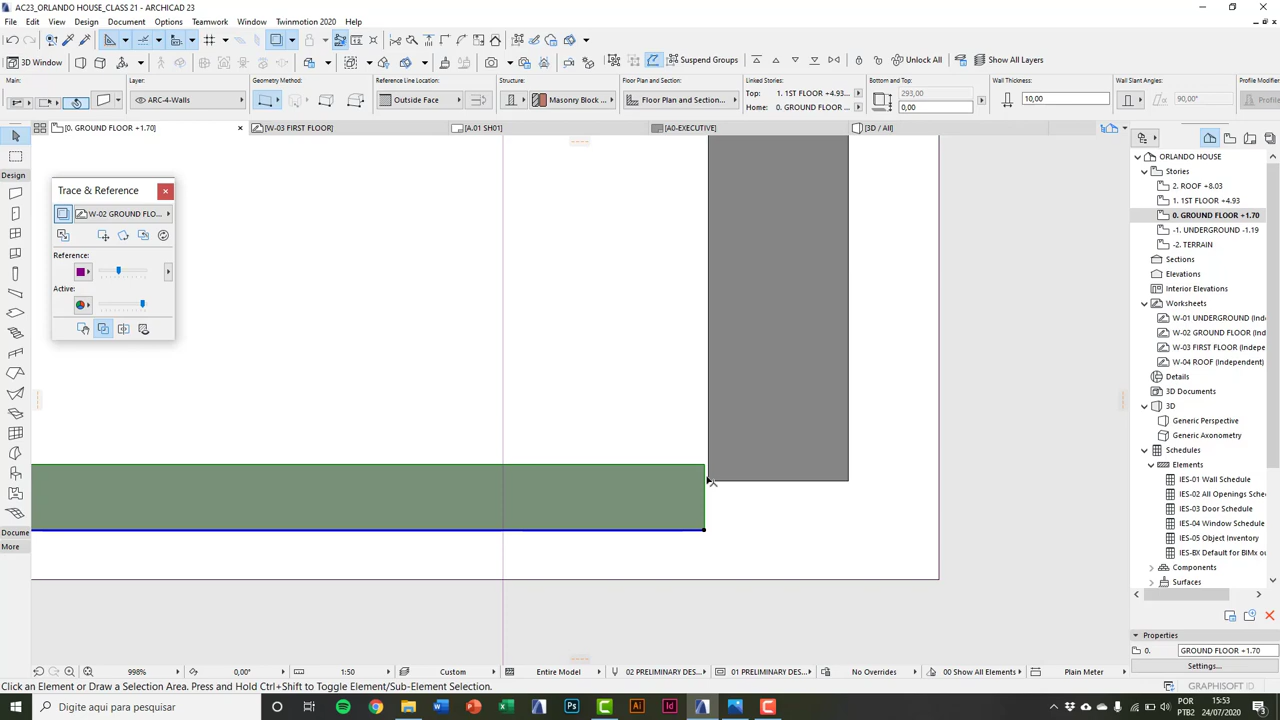 AC23_ORLANDO HOUSE_CLASS 21 - ARCHICAD 23
File Edit View Design Document Options Teamwork Window Twinmotion 2020 Help
3D Window
Suspend Groups
Unlock All
Show All Layers
Main:
Layer:
Geometry Method:
Reference Line Location:
Structure:
Floor Plan and Section:
Linked Stories:
Bottom and Top:
Wall Thickness:
Wall Slant Angles:
Profile Modifier
ARC-4-Walls
Outside Face
Masonry Block ...
Floor Plan and Section...
Top: 1. 1ST FLOOR +4.93...
Home: 0. GROUND FLOOR ...
293,00
0,00
10,00
90,00°
Profile
[0. GROUND FLOOR +1.70]
[W-03 FIRST FLOOR]
[A.01 SH01]
[A0-EXECUTIVE]
[3D / All]
Design
Docume
More
Trace & Reference
W-02 GROUND FLO...
Reference:
Active:
ORLANDO HOUSE
Stories
2. ROOF +8.03
1. 1ST FLOOR +4.93
0. GROUND FLOOR +1.70
-1. UNDERGROUND -1.19
-2. TERRAIN
Sections
Elevations
Interior Elevations
Worksheets
W-01 UNDERGROUND (Ind
W-02 GROUND FLOOR (Ind
W-03 FIRST FLOOR (Indepe
W-04 ROOF (Independent)
Details
3D Documents
3D
Generic Perspective
Generic Axonometry
Schedules
Elements
IES-01 Wall Schedule
IES-02 All Openings Sche
IES-03 Door Schedule
IES-04 Window Schedule
IES-05 Object Inventory
IES-BX Default for BIMx ou
Components
Surfaces
Properties
0. GROUND FLOOR +1.70
Settings...
998%
0,00°
1:50
Custom
Entire Model
02 PRELIMINARY DES...
01 PRELIMINARY DES...
No Overrides
00 Show All Elements
Plain Meter
Click an Element or Draw a Selection Area. Press and Hold Ctrl+Shift to Toggle Element/Sub-Element Selection.
GRAPHISOFT ID
Digite aqui para pesquisar
POR
PTB2
15:53
24/07/2020